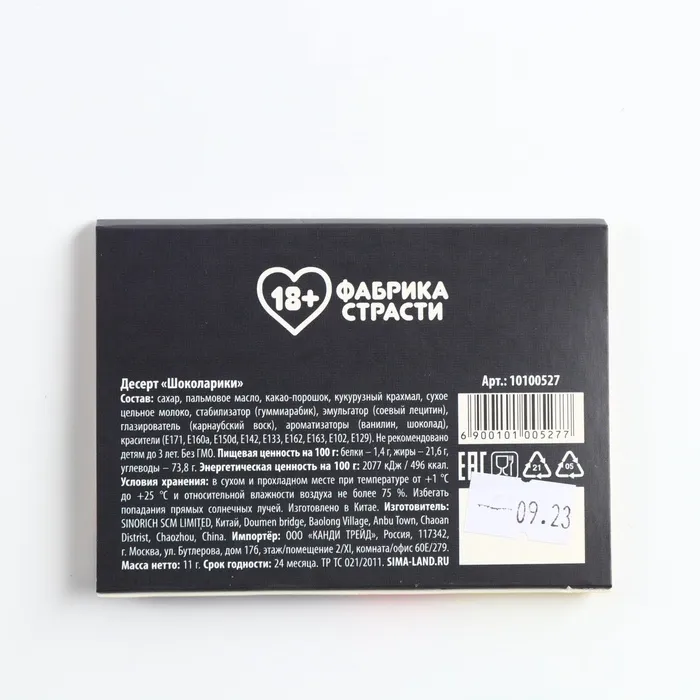 18+ ФАБРИКА
СТРАСТИ
Десерт «Шоколарики»
Состав: сахар, пальмовое масло, какао-порошок, кукурузный крахмал, сухое
цельное молоко, стабилизатор (гуммиарабик), эмульгатор (соевый лецитин),
глазирователь (карнаубский воск), ароматизаторы (ванилин, шоколад),
красители (E171, E160a, E150d, E142, E133, E162, E163, E102, E129). Не рекомендовано
детям до 3 лет. Без ГМО. Пищевая ценность на 100 г: белки – 1,4 г, жиры – 21,6 г,
углеводы – 73,8 г. Энергетическая ценность на 100 г: 2077 кДж / 496 ккал.
Условия хранения: в сухом и прохладном месте при температуре от +1 °C
до +25 °C и относительной влажности воздуха не более 75 %. Избегать
попадания прямых солнечных лучей. Изготовлено в Китае. Изготовитель:
SINORICH SCM LIMITED, Китай, Doumen bridge, Baolong Village, Anbu Town, Chaoan
Distrist, Chaozhou, China. Импортёр: ООО «КАНДИ ТРЕЙД», Россия, 117342,
г. Москва, ул. Бутлерова, дом 176, этаж/помещение 2/XI, комната/офис 60Е/279.
Масса нетто: 11 г. Срок годности: 24 месяца. ТР ТС 021/2011. SIMA-LAND.RU
Арт.: 10100527
6900101005277
EAC
21
05
09.23